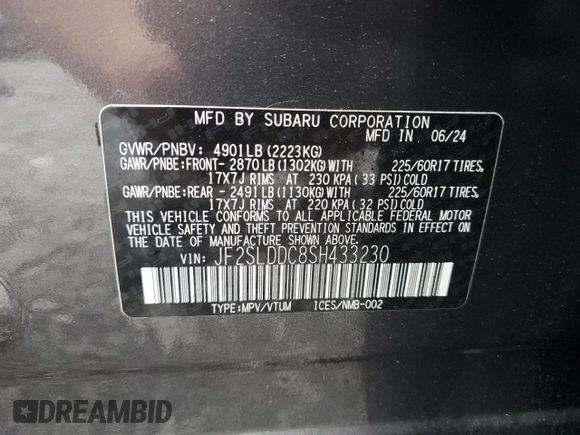 MFD BY SUBARU CORPORATION
MFD IN 06/24
GVWR/PNBV: 4901LB(2223KG)
GAWR/PNBE:FRONT- 2870LB(1302KG)WITH 225/60R17 TIRES,
17X7J RIMS AT 230 KPA( 33 PSI)COLD
GAWR/PNBE:REAR - 2491LB(1130KG)WITH 225/60R17 TIRES,
17X7J RIMS AT 220 KPA( 32 PSI)COLD
THIS VEHICLE CONFORMS TO ALL APPLICABLE FEDERAL MOTOR
VEHICLE SAFETY, BUMPER, AND THEFT PREVENTION STANDARDS
IN EFFECT ON THE DATE OF MANUFACTURE SHOWN ABOVE.
VIN: JF2SLDDC8SH433230
TYPE:MPV/VTUM ICES/NMB-002
DREAMBID